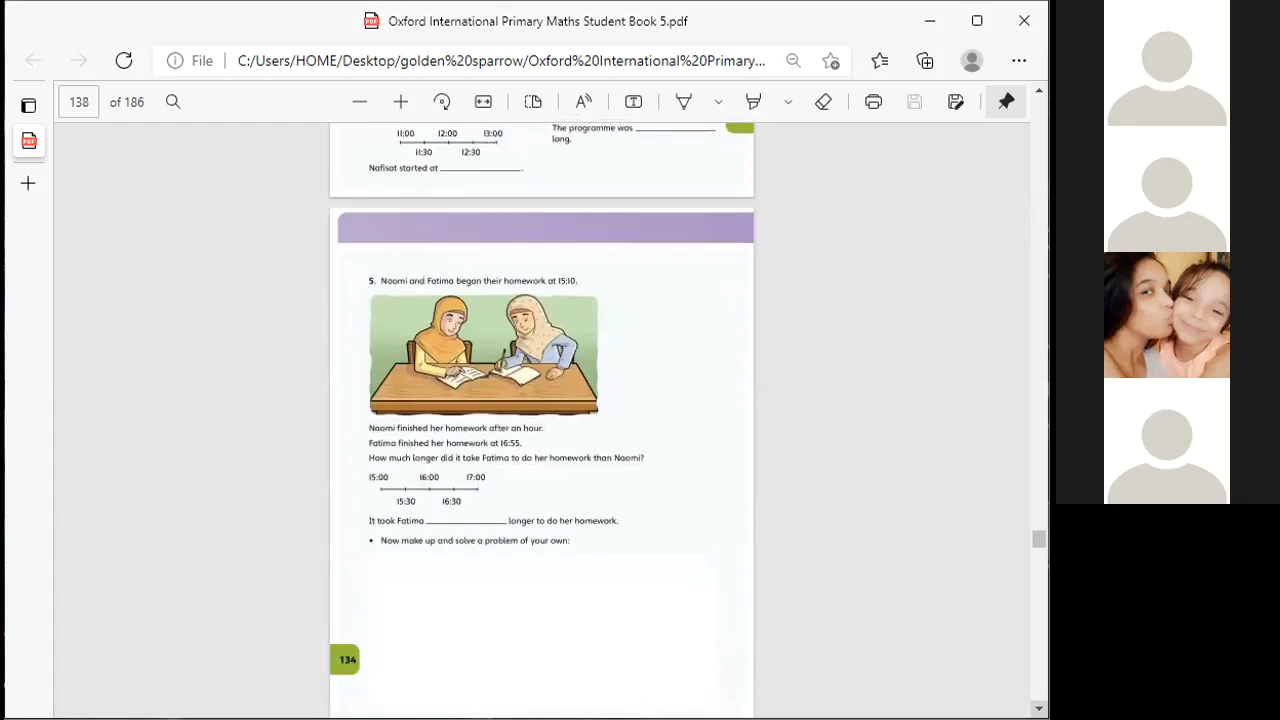 Oxford International Primary Maths Student Book 5.pdf
File
C:/Users/HOME/Desktop/golden%20sparrow/Oxford%20International%20Primary...
138
of 186
11:00 12:00 13:00
11:30 12:30
Nafisat started at ____________.
The programme was ____________
long.
5. Naomi and Fatima began their homework at 15:10.
Naomi finished her homework after an hour.
Fatima finished her homework at 16:55.
How much longer did it take Fatima to do her homework than Naomi?
15:00 16:00 17:00
15:30 16:30
It took Fatima ____________ longer to do her homework.
• Now make up and solve a problem of your own:
134